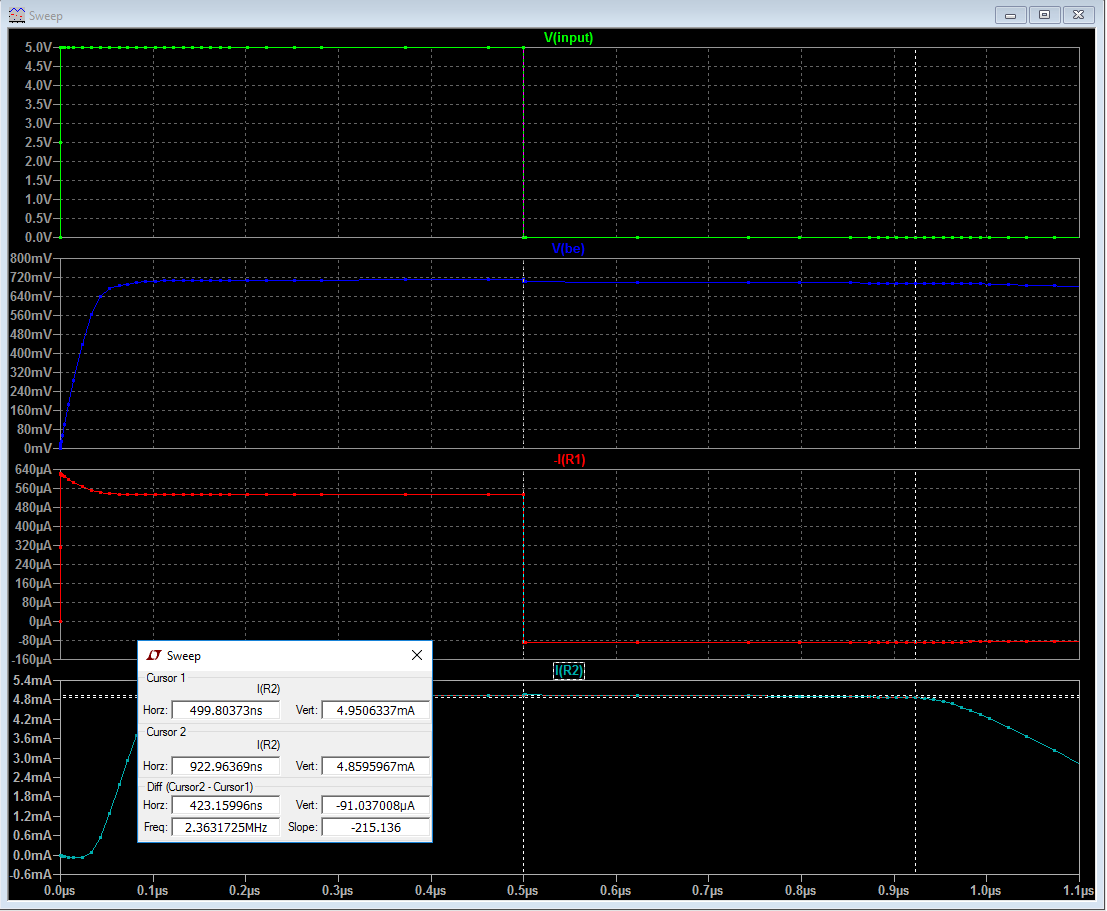 Sweep
V(input)
5.0V
4.5V
4.0V
3.5V
3.0V
2.5V
2.0V
1.5V
1.0V
0.5V
0.0V
V(be)
800mV
720mV
640mV
560mV
480mV
400mV
320mV
240mV
160mV
80mV
0mV
-I(R1)
640µA
560µA
480µA
400µA
320µA
240µA
160µA
80µA
0µA
-80µA
-160µA
I(R2)
5.4mA
4.8mA
4.2mA
3.6mA
3.0mA
2.4mA
1.8mA
1.2mA
0.6mA
0.0mA
-0.6mA
0.0µs 0.1µs 0.2µs 0.3µs 0.4µs 0.5µs 0.6µs 0.7µs 0.8µs 0.9µs 1.0µs 1.1µs
Sweep
Cursor 1
I(R2)
Horz: 499.80373ns Vert: 4.9506337mA
Cursor 2
I(R2)
Horz: 922.96369ns Vert: 4.8595967mA
Diff (Cursor2 - Cursor1)
Horz: 423.15996ns Vert: -91.037008µA
Freq: 2.3631725MHz Slope: -215.136